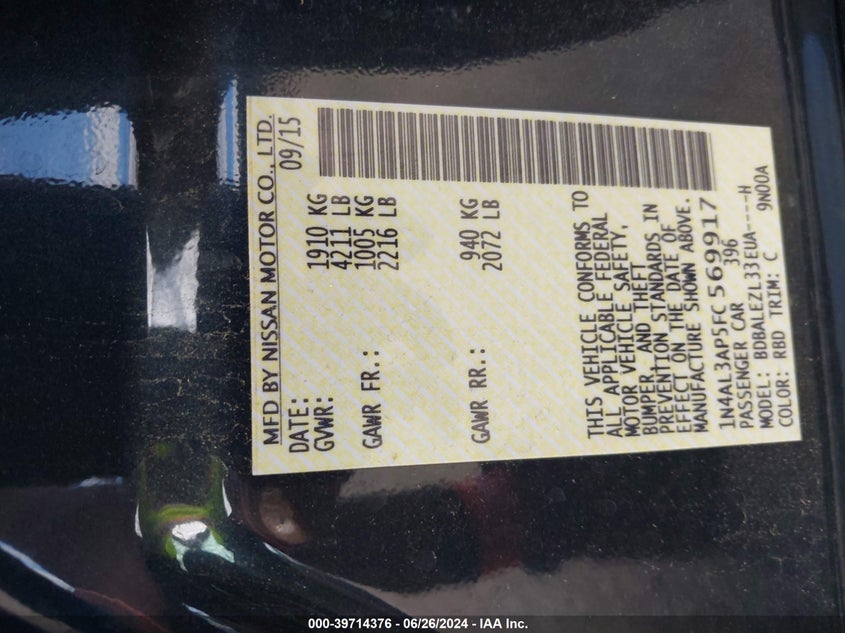 MFD BY NISSAN MOTOR CO., LTD.
DATE: 09/15
GVWR: 1910 KG
4211 LB
GAWR FR.: 1005 KG
2216 LB
GAWR RR.: 940 KG
2072 LB
THIS VEHICLE CONFORMS TO
ALL APPLICABLE FEDERAL
MOTOR VEHICLE SAFETY,
BUMPER, AND THEFT
PREVENTION STANDARDS IN
EFFECT ON THE DATE OF
MANUFACTURE SHOWN ABOVE.
1N4AL3AP5FC569917
PASSENGER CAR 396
MODEL: BDBALEZL33EUA----H
COLOR: RBD TRIM: C 9N00A
000-39714376 - 06/26/2024 - IAA Inc.